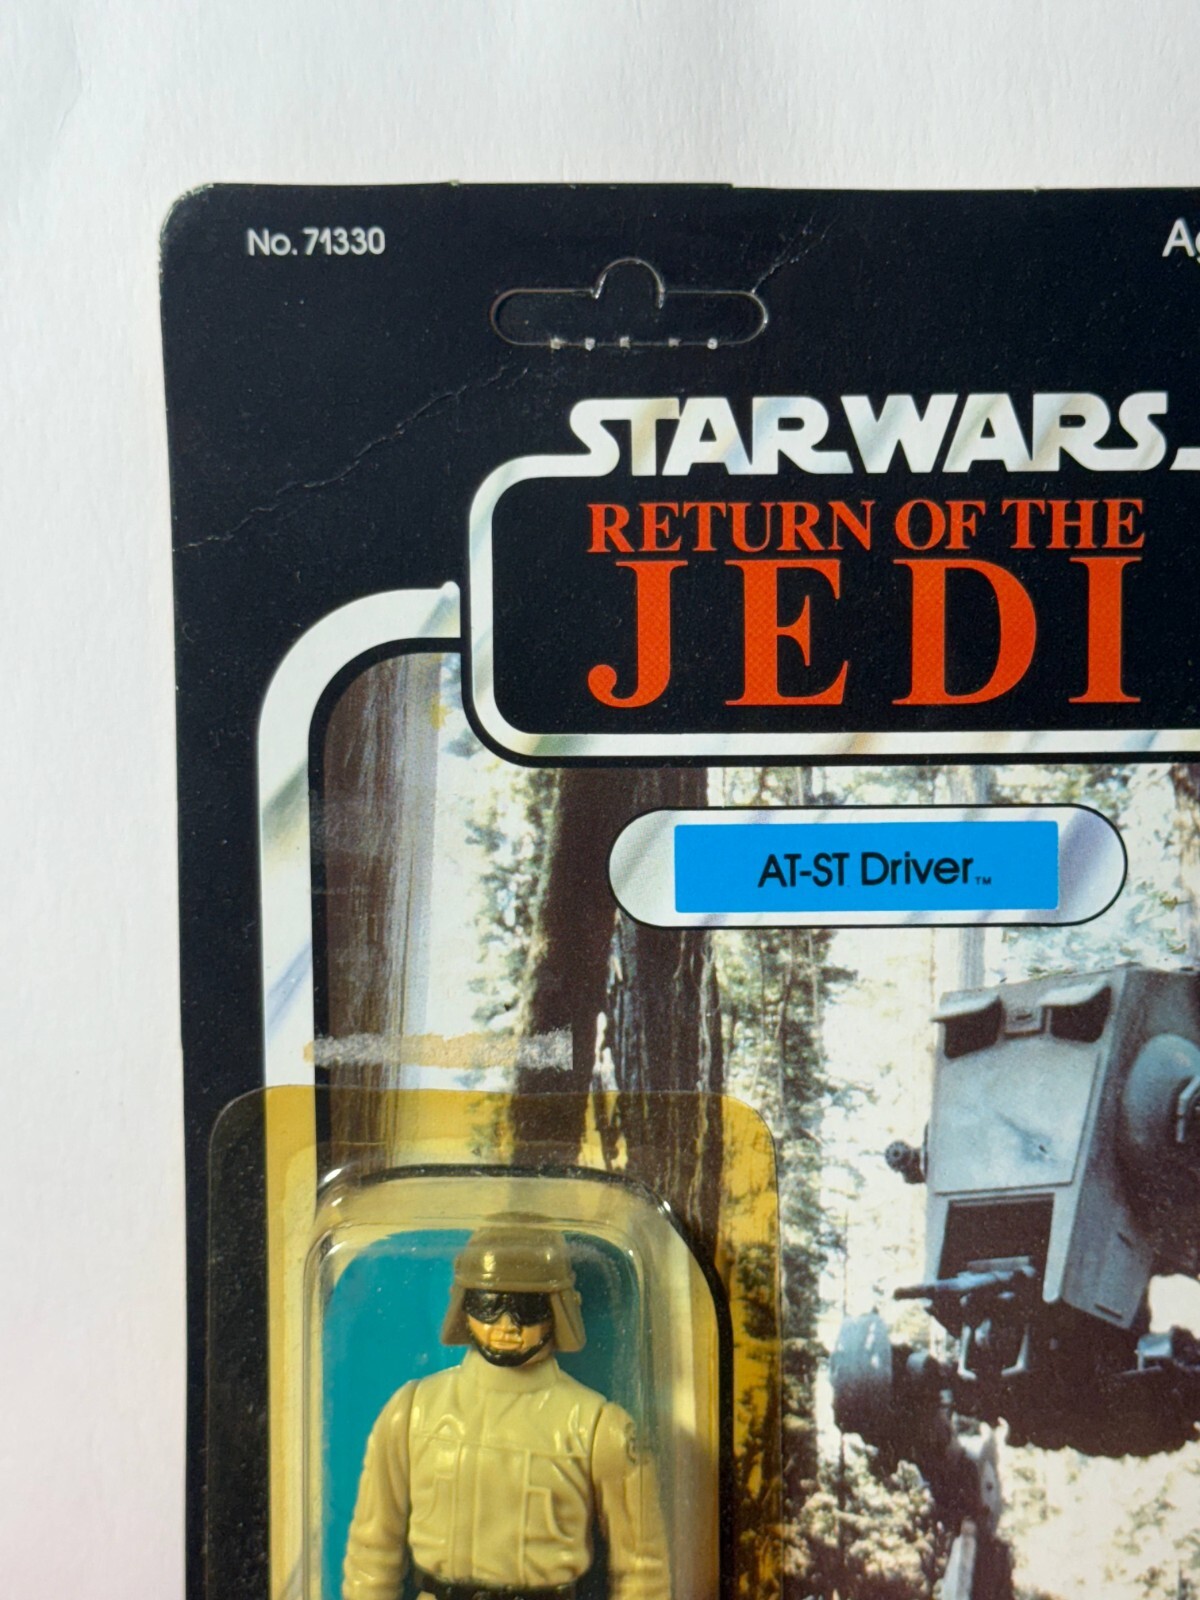 No. 71330
STAR WARS
RETURN OF THE
JEDI
AT-ST Driver™